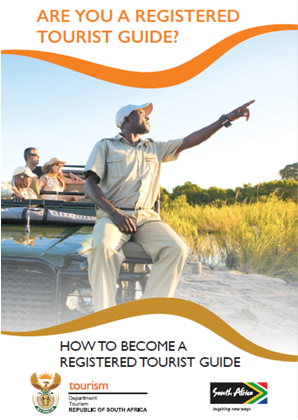 ARE YOU A REGISTERED
TOURIST GUIDE?
HOW TO BECOME A
REGISTERED TOURIST GUIDE
tourism
Department:
Tourism
REPUBLIC OF SOUTH AFRICA
South Africa
Inspiring new ways